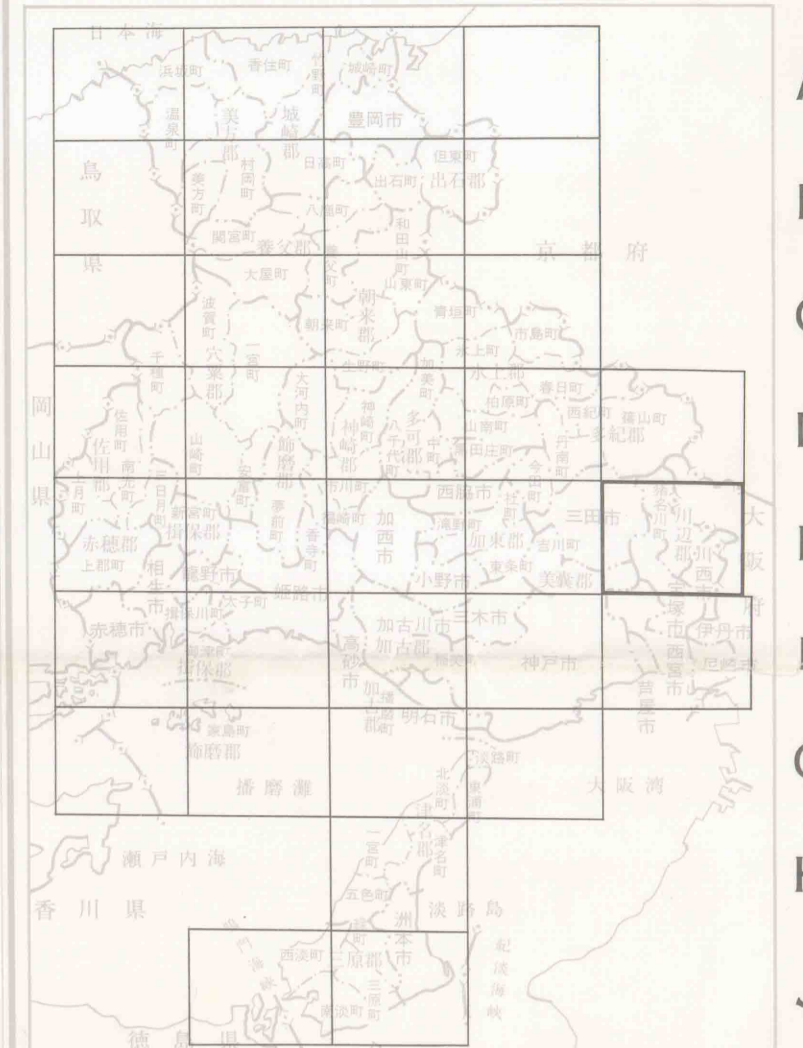 日本海
浜坂町
香住町
竹野町
城崎町
温泉町
美方郡
城崎郡
豊岡市
鳥取県
村岡町
美方町
日高町
出石町
但東町
出石郡
八鹿町
関宮町
養父郡
養父町
和田山町
京都府
大屋町
山東町
波賀町
朝来郡
朝来町
青垣町
市島町
一宮町
宍粟郡
千種町
生野町
加美町
氷上町
氷上郡
岡山県
佐用町
佐用郡
南光町
山崎町
大河内町
神崎町
神崎郡
飾磨郡
多可郡
八千代町
中町
柏原町
春日町
山南町
黒田庄町
西紀町
篠山町
多紀郡
丹南町
今田町
上月町
三日月町
安富町
市川町
西脇市
社町
三田市
猪名川町
川辺郡
大阪府
新宮町
揖保郡
夢前町
福崎町
香寺町
加西市
滝野町
加東郡
吉川町
川西市
赤穂郡
上郡町
相生市
龍野市
姫路市
小野市
東条町
美嚢郡
宝塚市
赤穂市
揖保川町
太子町
加古川市
加古郡
三木市
伊丹市
御津町
揖保郡
高砂市
稲美町
神戸市
西宮市
尼崎市
加古郡
播磨町
明石市
芦屋市
家島町
飾磨郡
淡路町
播磨灘
北淡町
東浦町
大阪湾
津名郡
津名町
一宮町
瀬戸内海
五色町
香川県
淡路島
洲本市
緑町
鳴門海峡
西淡町
三原郡
三原町
紀淡海峡
南淡町
徳島県